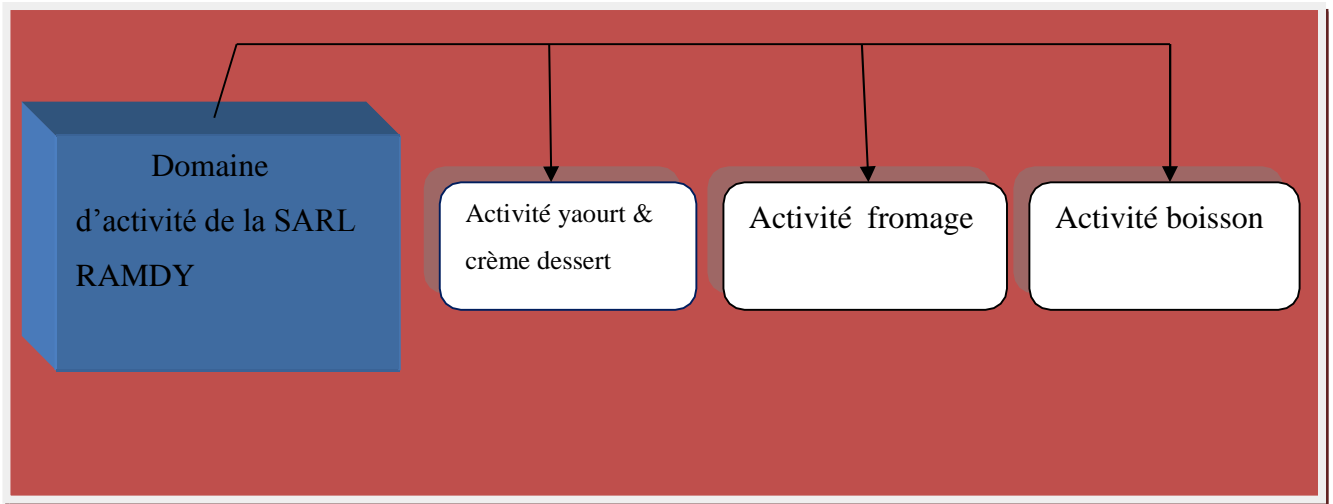 Domaine
d’activité de la SARL
RAMDY
Activité yaourt &
crème dessert
Activité fromage
Activité boisson